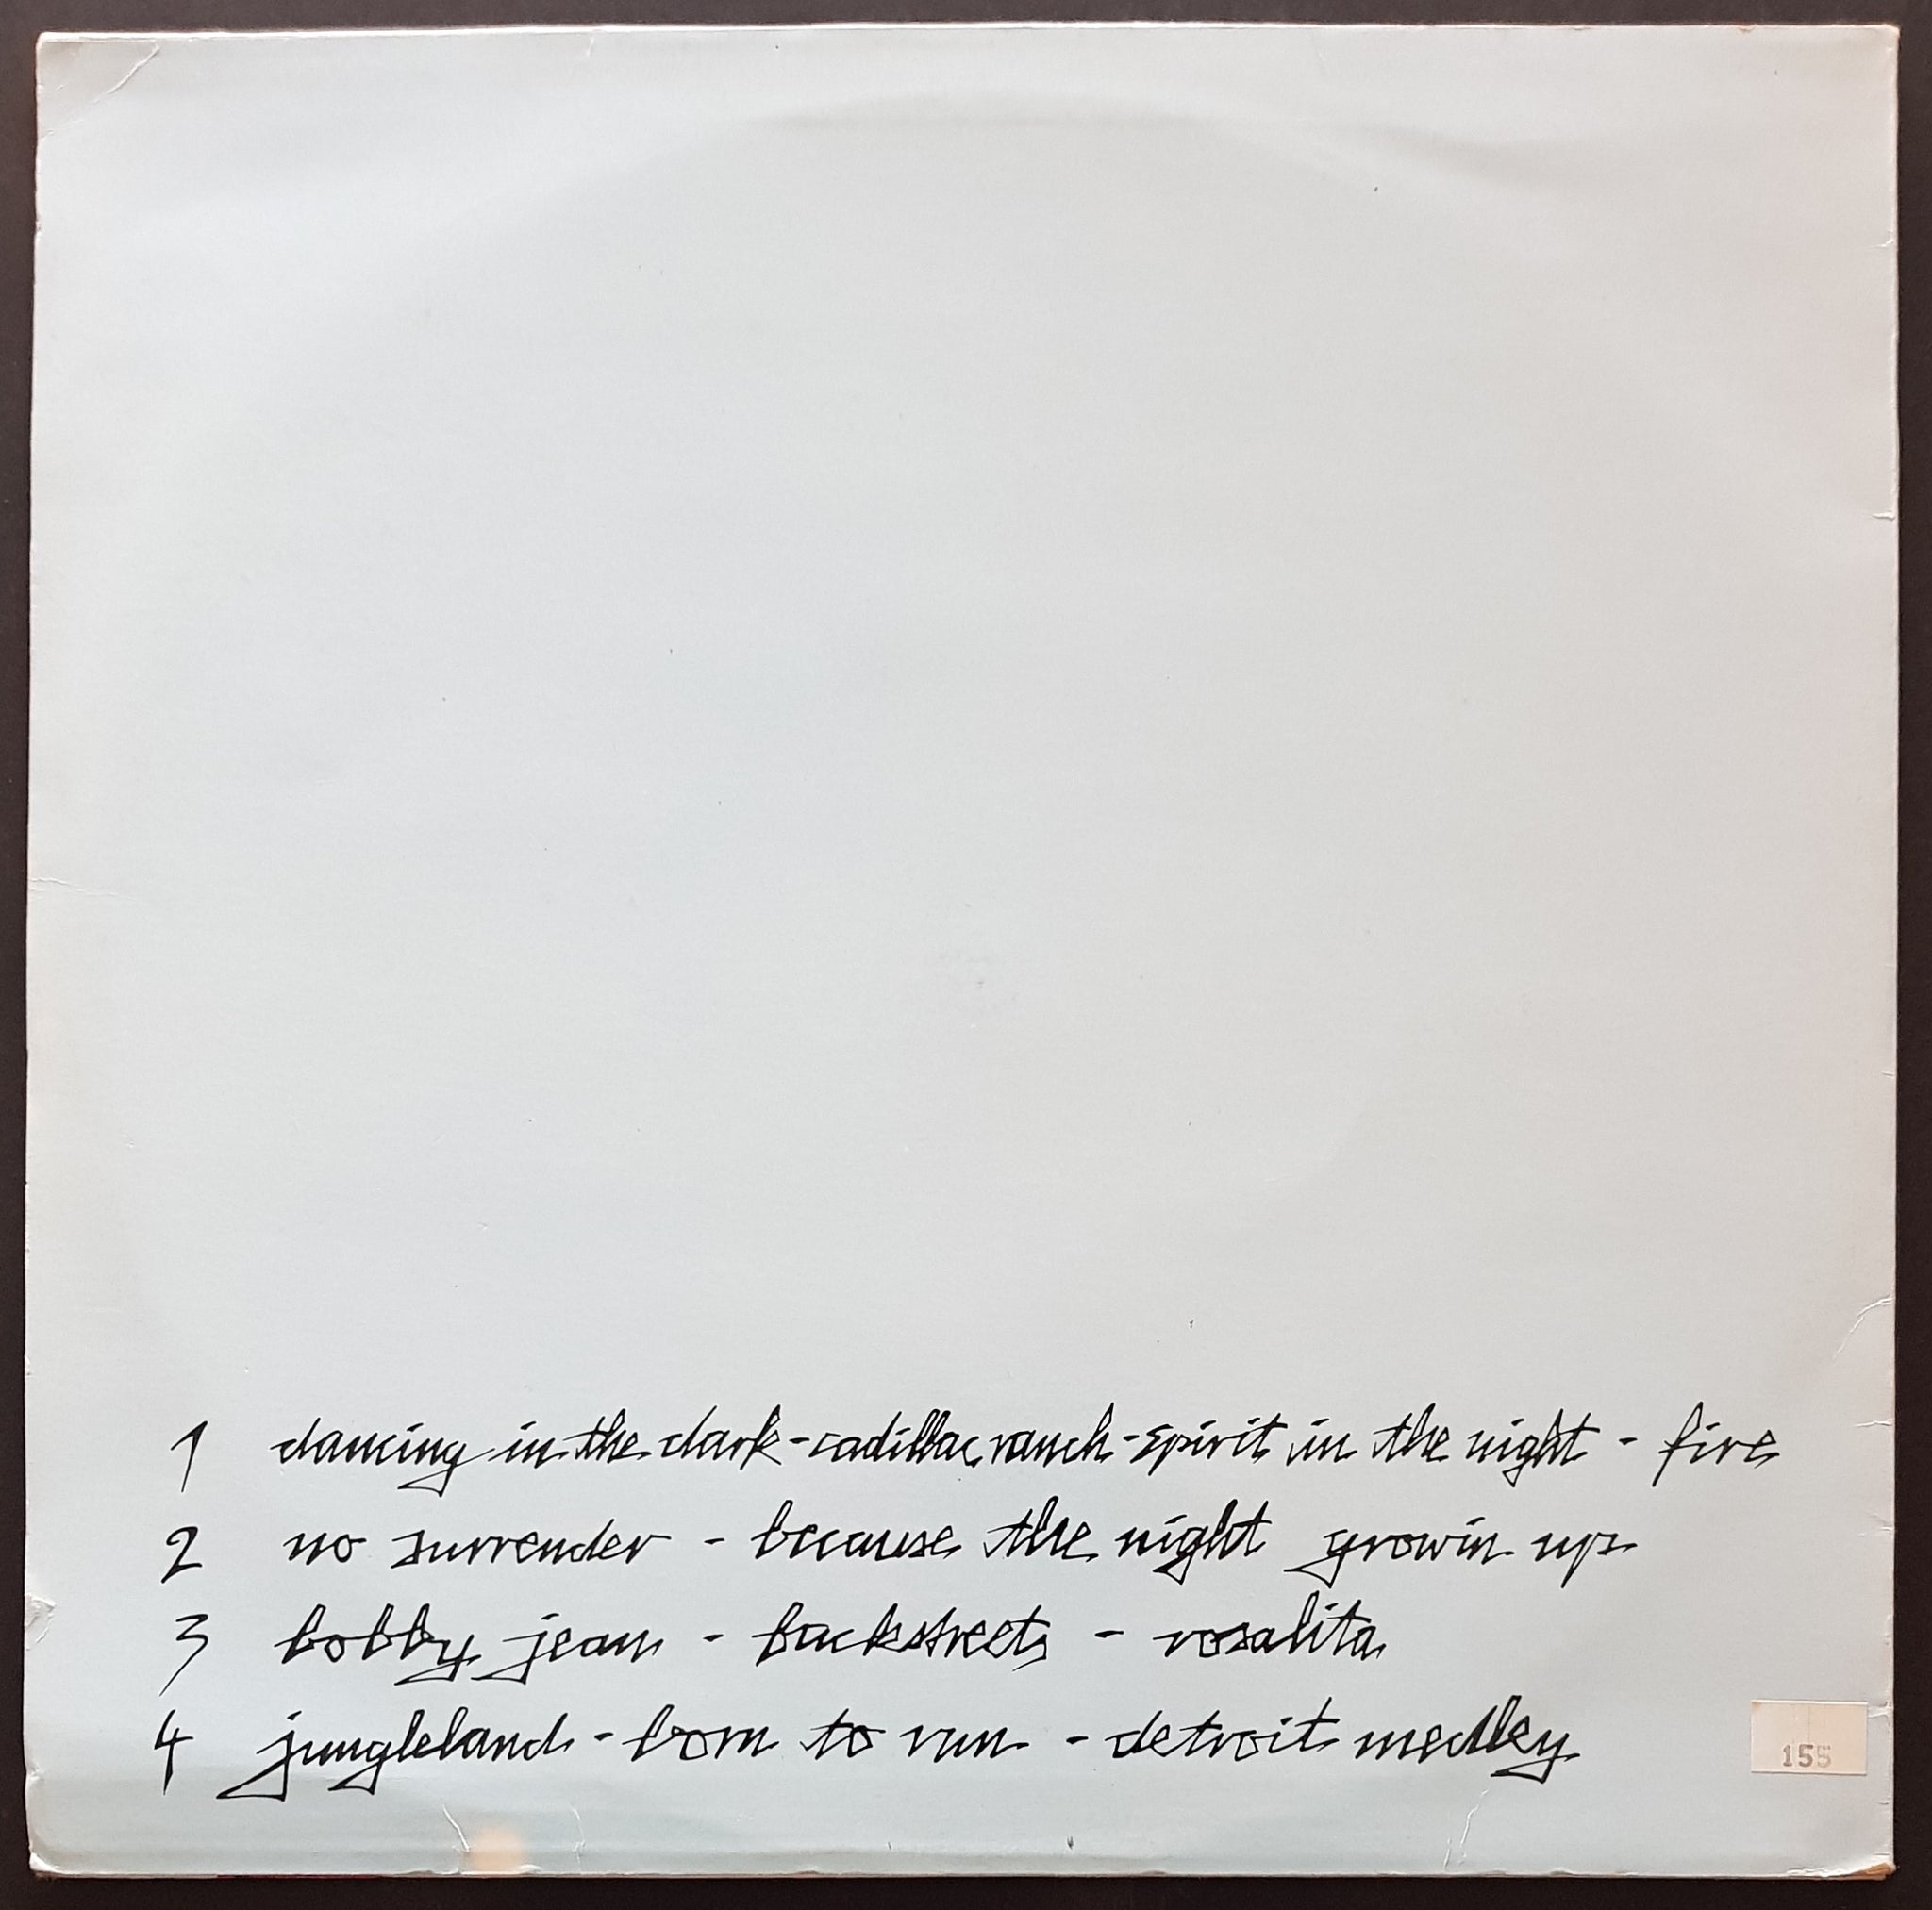 1 dancing in the dark - cadillac ranch - spirit in the night - fire
2 no surrender - because the night growin up
3 bobby jean - backstreets - rosalita
4 jungleland - born to run - detroit medley
155